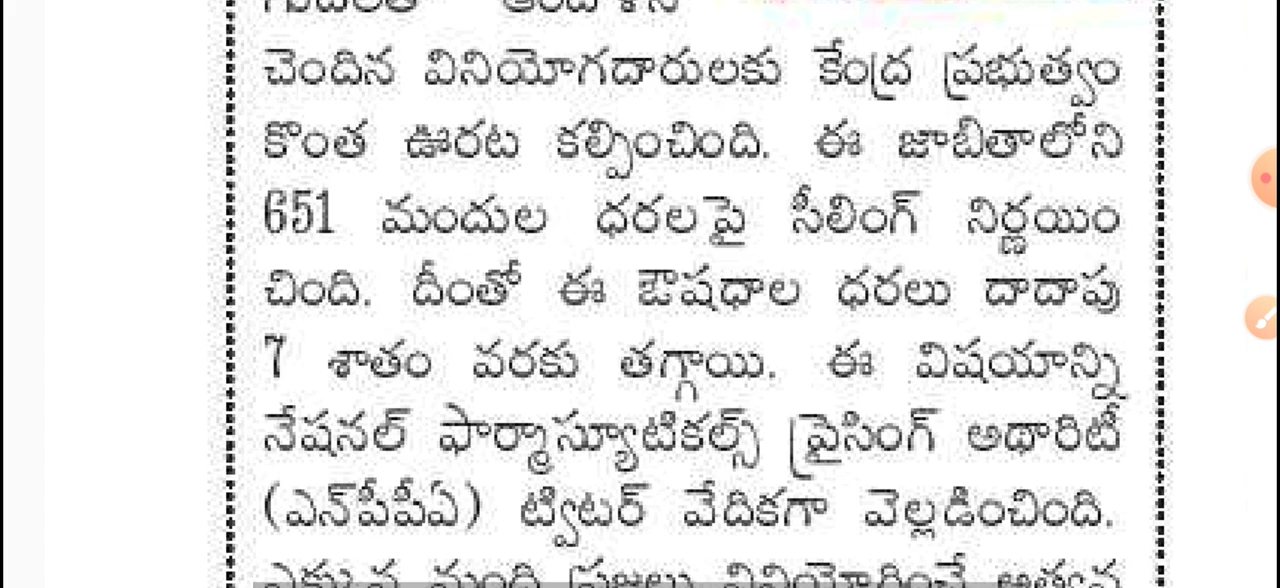 చెందిన వినియోగదారులకు కేంద్ర ప్రభుత్వం
కొంత ఊరట కల్పించింది. ఈ జాబితాలోని
651 మందుల ధరలపై సీలింగ్ నిర్ణయిం
చింది. దీంతో ఈ ఔషధాల ధరలు దాదాపు
7 శాతం వరకు తగ్గాయి. ఈ విషయాన్ని
నేషనల్ ఫార్మాస్యూటికల్స్ ప్రైసింగ్ అథారిటీ
(ఎన్‌పీపీఏ) ట్విటర్ వేదికగా వెల్లడించింది.